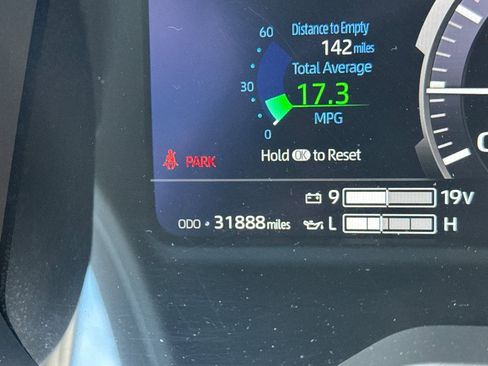 Distance to Empty
60
142 miles
Total Average
30
17.3
MPG
0
PARK
Hold OK to Reset
9 19V
ODO 31888 miles L H